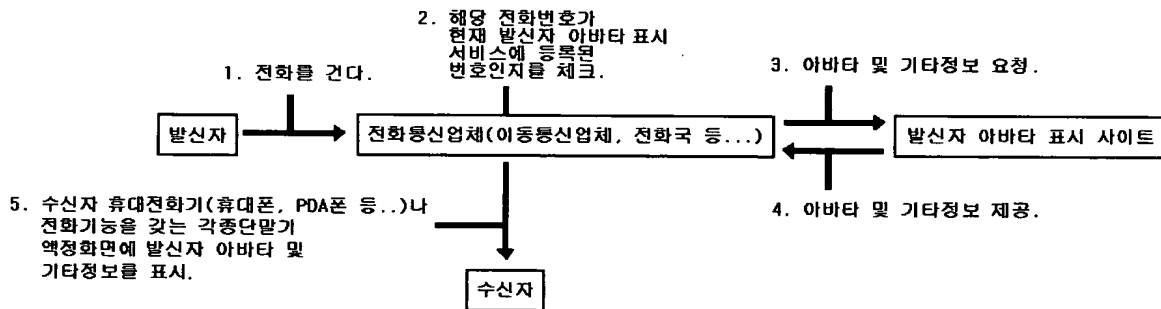 2. 해당 전화번호가
현재 발신자 아바타 표시
서비스에 등록된
번호인지를 체크.
1. 전화를 건다.
3. 아바타 및 기타정보 요청.
발신자
전화통신업체(이동통신업체, 전화국 등...)
발신자 아바타 표시 사이트
5. 수신자 휴대전화기(휴대폰, PDA폰 등..)나
전화기능을 갖는 각종단말기
액정화면에 발신자 아바타 및
기타정보를 표시.
4. 아바타 및 기타정보 제공.
수신자